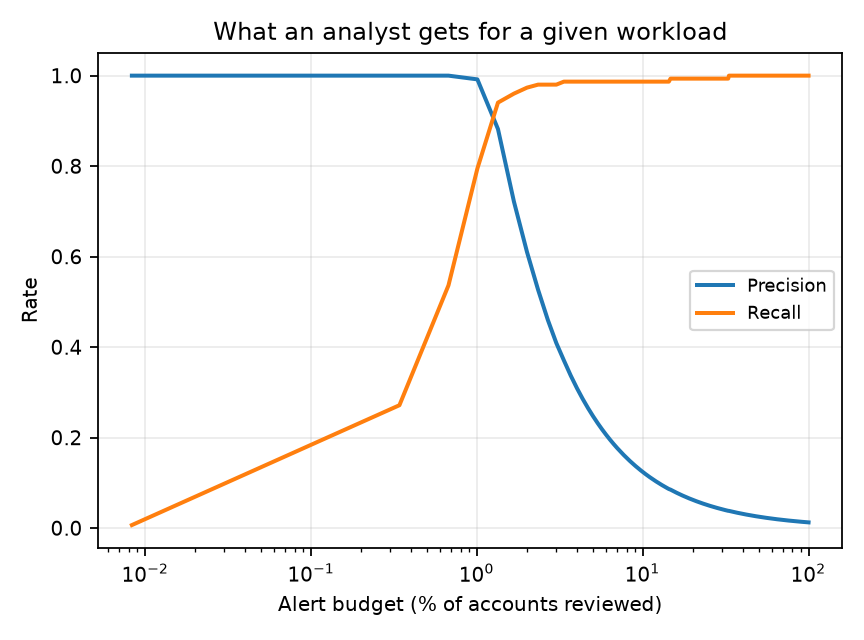 What an analyst gets for a given workload
1.0
0.8
0.6
0.4
0.2
0.0
Rate
Precision
Recall
10⁻²
10⁻¹
10⁰
10¹
10²
Alert budget (% of accounts reviewed)